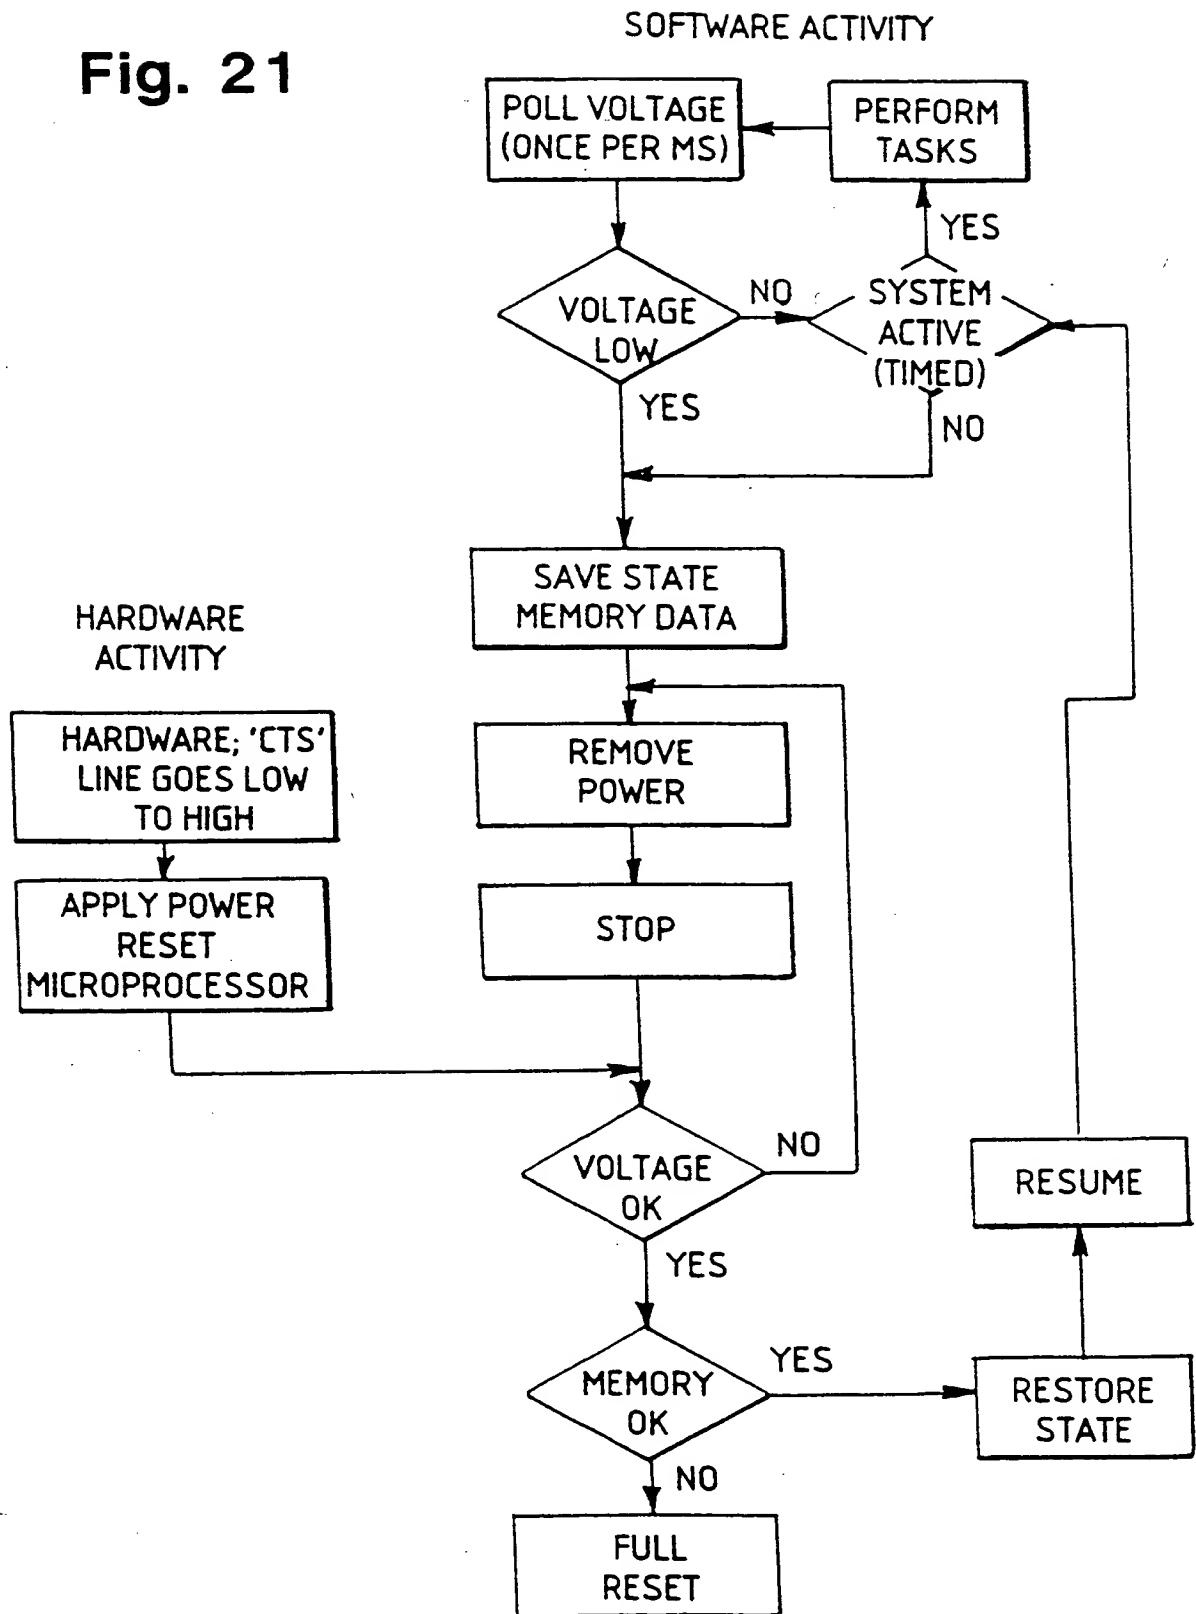 Fig. 21
SOFTWARE ACTIVITY
POLL VOLTAGE
(ONCE PER MS)
PERFORM
TASKS
YES
VOLTAGE
LOW
NO
SYSTEM
ACTIVE
(TIMED)
YES
NO
SAVE STATE
MEMORY DATA
HARDWARE
ACTIVITY
HARDWARE; 'CTS'
LINE GOES LOW
TO HIGH
REMOVE
POWER
APPLY POWER
RESET
MICROPROCESSOR
STOP
VOLTAGE
OK
NO
YES
RESUME
MEMORY
OK
YES
RESTORE
STATE
NO
FULL
RESET